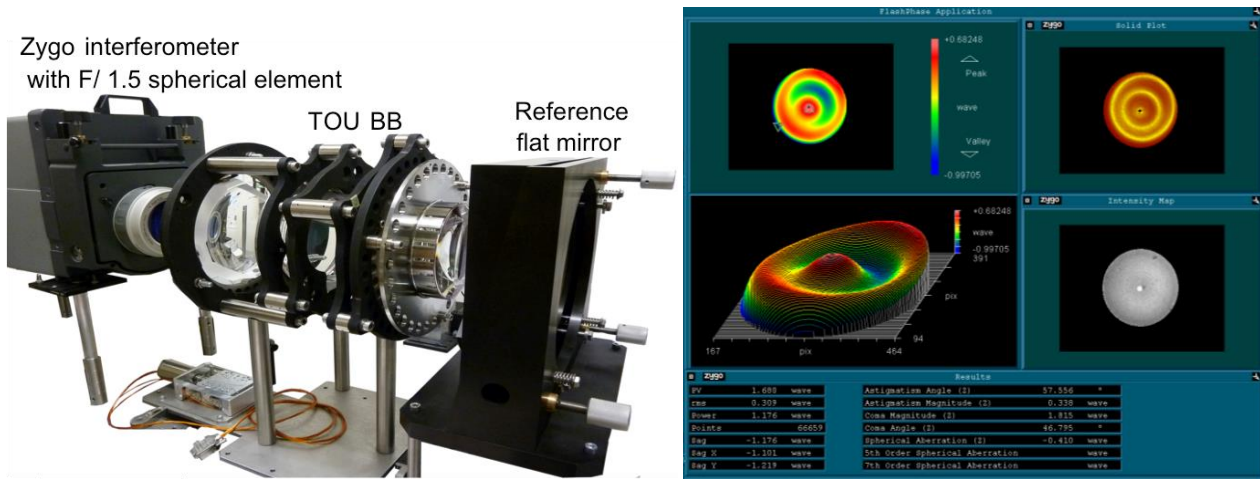 Zygo interferometer
with F/ 1.5 spherical element
TOU BB
Reference
flat mirror
FlashPhase Application
+0.68248
Peak
wave
Valley
-0.99705
zygo
Solid Plot
+0.68248
wave
-0.99705
391
pix
94
167
pix
464
zygo
Intensity Map
zygo
Results
PV 1.680 wave
rms 0.309 wave
Power 1.176 wave
Points 66659
Sag -1.176 wave
Sag X -1.101 wave
Sag Y -1.219 wave
Astigmatism Angle (Z) 57.556 °
Astigmatism Magnitude (Z) 0.338 wave
Coma Magnitude (Z) 1.815 wave
Coma Angle (Z) 46.795 °
Spherical Aberration (Z) -0.410 wave
5th Order Spherical Aberration wave
7th Order Spherical Aberration wave